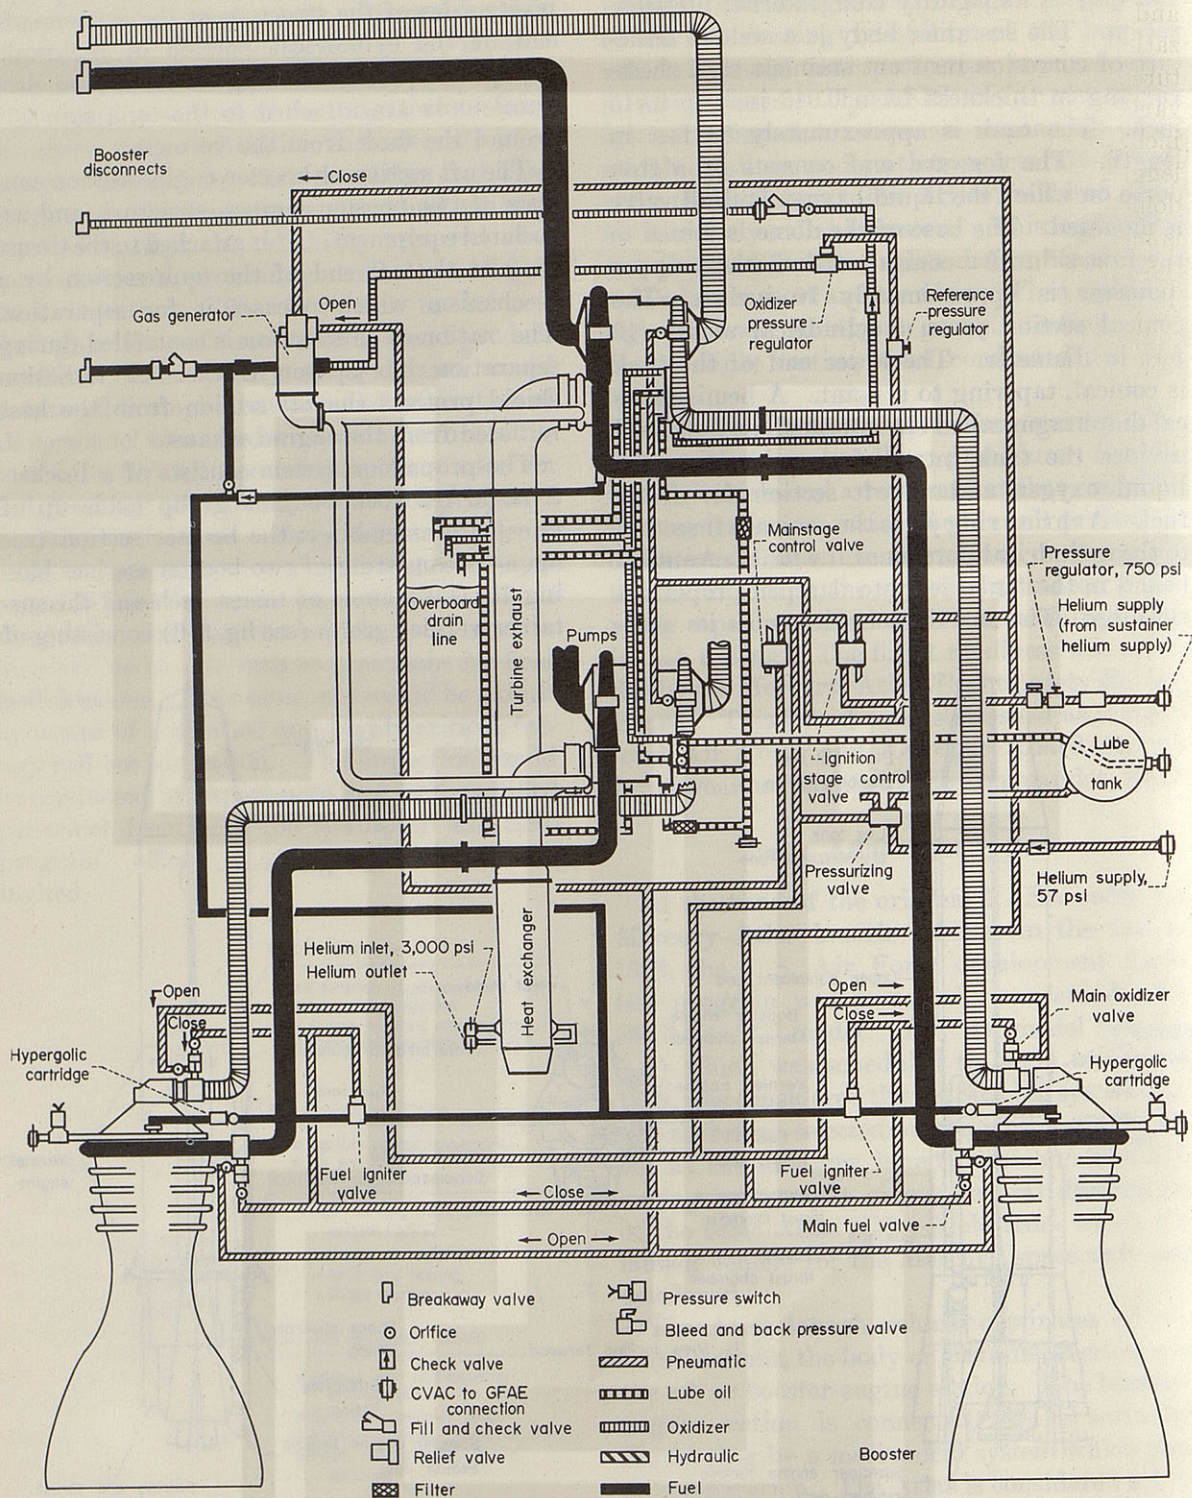 Booster
disconnects
Close
Open
Gas generator
Oxidizer
pressure
regulator
Reference
pressure
regulator
Mainstage
control valve
Pressure
regulator, 750 psi
Helium supply
(from sustainer
helium supply)
Overboard
drain
line
Turbine exhaust
Pumps
Lube
tank
Ignition
stage control
valve
Pressurizing
valve
Helium supply,
57 psi
Helium inlet, 3,000 psi
Helium outlet
Heat exchanger
Open
Close
Open
Close
Main oxidizer
valve
Hypergolic
cartridge
Hypergolic
cartridge
Fuel igniter
valve
Fuel igniter
valve
Close
Main fuel valve
Open
Breakaway valve
Orifice
Check valve
CVAC to GFAE
connection
Fill and check valve
Relief valve
Filter
Pressure switch
Bleed and back pressure valve
Pneumatic
Lube oil
Oxidizer
Hydraulic
Fuel
Booster